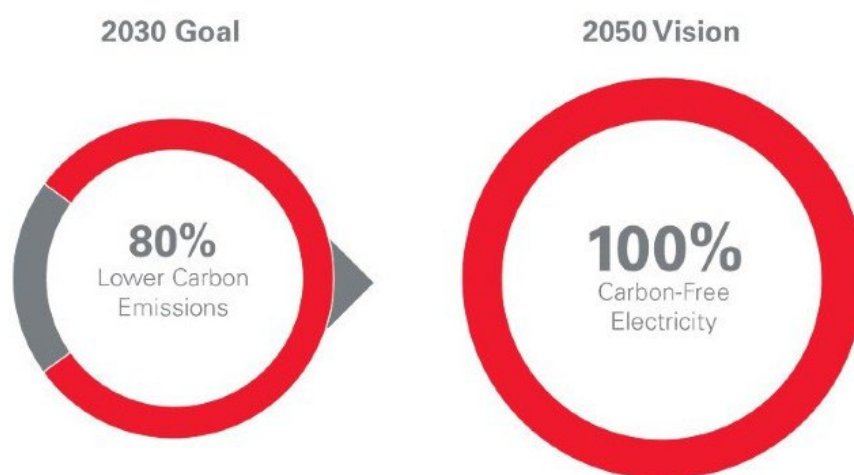 2030 Goal
80%
Lower Carbon
Emissions
2050 Vision
100%
Carbon-Free
Electricity